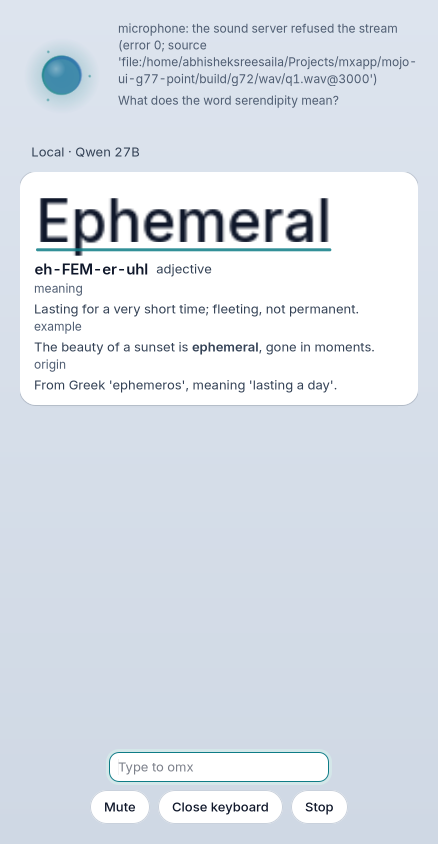 microphone: the sound server refused the stream
(error 0; source
'file:/home/abhisheksreesaila/Projects/mxapp/mojo-
ui-g77-point/build/g72/wav/q1.wav@3000')
What does the word serendipity mean?
Local · Qwen 27B
Ephemeral
eh-FEM-er-uhl adjective
meaning
Lasting for a very short time; fleeting, not permanent.
example
The beauty of a sunset is ephemeral, gone in moments.
origin
From Greek 'ephemeros', meaning 'lasting a day'.
Type to omx
Mute Close keyboard Stop